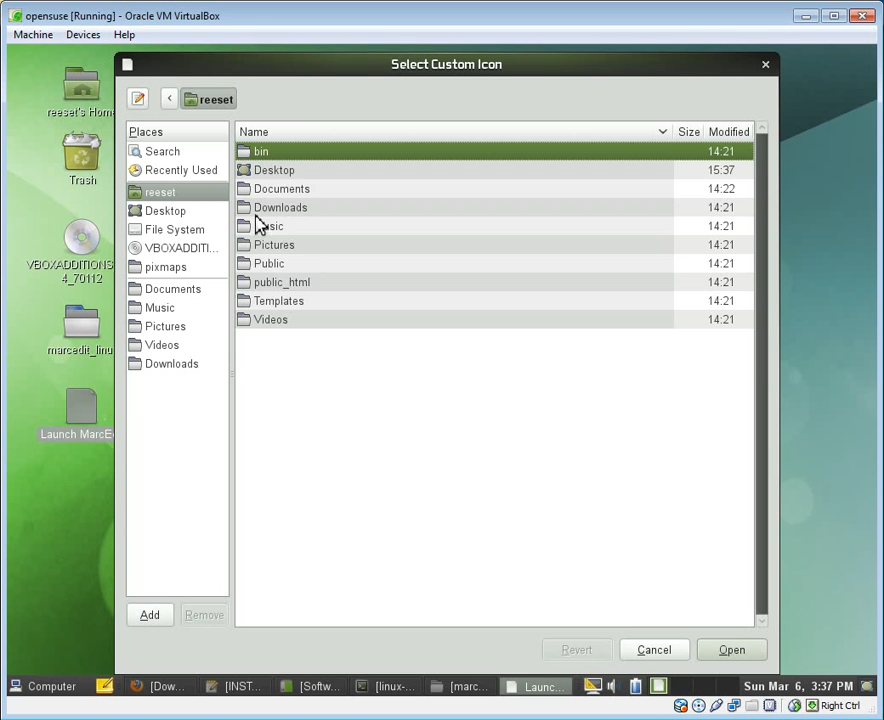 opensuse [Running] - Oracle VM VirtualBox
Machine Devices Help
Select Custom Icon
reeset
reeset's Hom
Trash
VBOXADDITIONS
4_70112
marcedit_linu
Launch MarcE
Places
Search
Recently Used
reeset
Desktop
File System
VBOXADDITI...
pixmaps
Documents
Music
Pictures
Videos
Downloads
Add Remove
Name Size Modified
bin 14:21
Desktop 15:37
Documents 14:22
Downloads 14:21
sic 14:21
Pictures 14:21
Public 14:21
public_html 14:21
Templates 14:21
Videos 14:21
Revert Cancel Open
Computer [Dow... [INST... [Softw... [linux-... [marc... Launc... Sun Mar 6, 3:37 PM
Right Ctrl